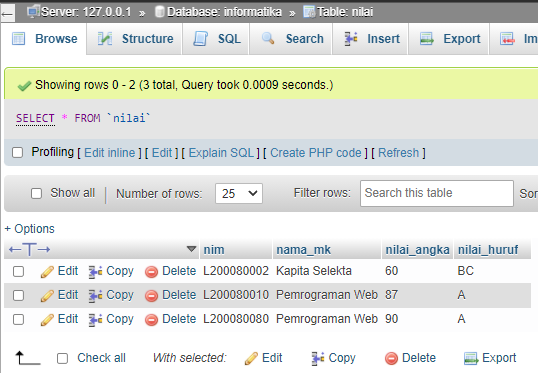 Server: 127.0.0.1 » Database: informatika » Table: nilai
Browse Structure SQL Search Insert Export Im
Showing rows 0 - 2 (3 total, Query took 0.0009 seconds.)
SELECT * FROM `nilai`
Profiling [ Edit inline ] [ Edit ] [ Explain SQL ] [ Create PHP code ] [ Refresh ]
Show all Number of rows: 25 Filter rows: Search this table Sor
+ Options
←T→ nim nama_mk nilai_angka nilai_huruf
Edit Copy Delete L200080002 Kapita Selekta 60 BC
Edit Copy Delete L200080010 Pemrograman Web 87 A
Edit Copy Delete L200080080 Pemrograman Web 90 A
Check all With selected: Edit Copy Delete Export